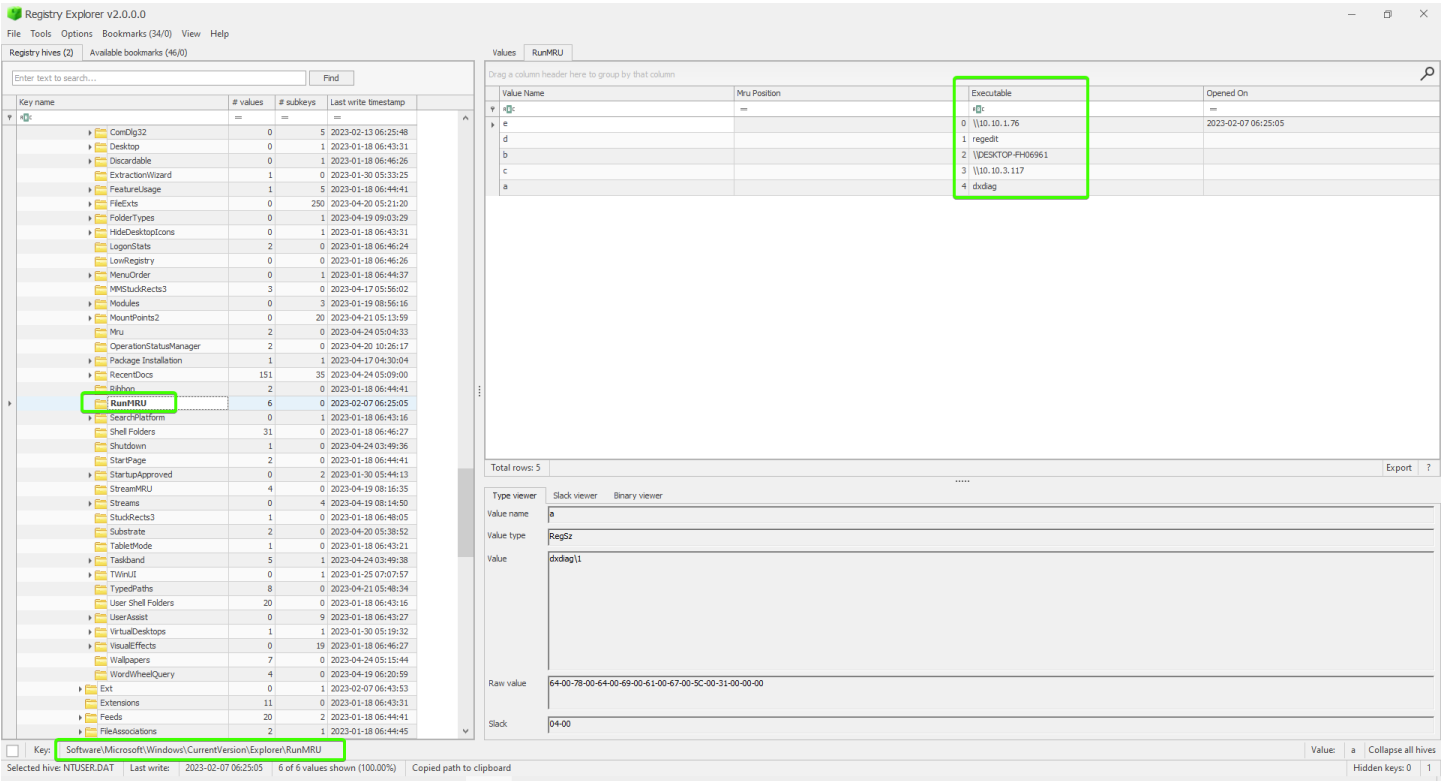 Registry Explorer v2.0.0.0
File Tools Options Bookmarks (34/0) View Help
Registry hives (2) Available bookmarks (46/0)
Enter text to search... Find
Key name # values # subkeys Last write timestamp
= = =
ComDlg32 0 5 2023-02-13 06:25:48
Desktop 0 1 2023-01-18 06:43:31
Discardable 0 1 2023-01-18 06:46:26
ExtractionWizard 1 0 2023-01-30 05:33:25
FeatureUsage 1 5 2023-01-18 06:44:41
FileExts 0 250 2023-04-20 05:21:20
FolderTypes 0 1 2023-04-19 09:03:29
HideDesktopIcons 0 1 2023-01-18 06:43:31
LogonStats 2 0 2023-01-18 06:46:24
LowRegistry 0 0 2023-01-18 06:46:26
MenuOrder 0 1 2023-01-18 06:44:37
MMStuckRects3 3 0 2023-04-17 05:56:02
Modules 0 3 2023-01-19 08:56:16
MountPoints2 0 20 2023-04-21 05:13:59
Mru 2 0 2023-04-24 05:04:33
OperationStatusManager 2 0 2023-04-20 10:26:17
Package Installation 1 1 2023-04-17 04:30:04
RecentDocs 151 35 2023-04-24 05:09:00
Ribbon 2 0 2023-01-18 06:44:41
RunMRU 6 0 2023-02-07 06:25:05
SearchPlatform 0 1 2023-01-18 06:43:16
Shell Folders 31 0 2023-01-18 06:46:27
Shutdown 1 0 2023-04-24 03:49:36
StartPage 2 0 2023-01-18 06:44:41
StartupApproved 0 2 2023-01-30 05:44:13
StreamMRU 4 0 2023-04-19 08:16:35
Streams 0 4 2023-04-19 08:14:50
StuckRects3 1 0 2023-01-18 06:48:05
Substrate 2 0 2023-04-20 05:38:52
TabletMode 1 0 2023-01-18 06:43:21
Taskband 5 1 2023-04-24 03:49:38
TWinUI 0 1 2023-01-25 07:07:57
TypedPaths 8 0 2023-04-21 05:48:34
User Shell Folders 20 0 2023-01-18 06:43:16
UserAssist 0 9 2023-01-18 06:43:27
VirtualDesktops 1 1 2023-01-30 05:19:32
VisualEffects 0 19 2023-01-18 06:46:27
Wallpapers 7 0 2023-04-24 05:15:44
WordWheelQuery 4 0 2023-04-19 06:20:59
Ext 0 1 2023-02-07 06:43:53
Extensions 11 0 2023-01-18 06:43:31
Feeds 20 2 2023-01-18 06:44:41
FileAssociations 2 1 2023-01-18 06:44:45
Values RunMRU
Drag a column header here to group by that column
Value Name Mru Position Executable Opened On
= =
e 0 \\10.10.1.76 2023-02-07 06:25:05
d 1 regedit
b 2 \\DESKTOP-FH06961
c 3 \\10.10.3.117
a 4 dxdiag
Total rows: 5 Export ?
Type viewer Slack viewer Binary viewer
Value name a
Value type RegSz
Value dxdiag\1
Raw value 64-00-78-00-64-00-69-00-61-00-67-00-5C-00-31-00-00-00
Slack 04-00
Key: Software\Microsoft\Windows\CurrentVersion\Explorer\RunMRU Value: a Collapse all hives
Selected hive: NTUSER.DAT Last write: 2023-02-07 06:25:05 6 of 6 values shown (100.00%) Copied path to clipboard Hidden keys: 0 1